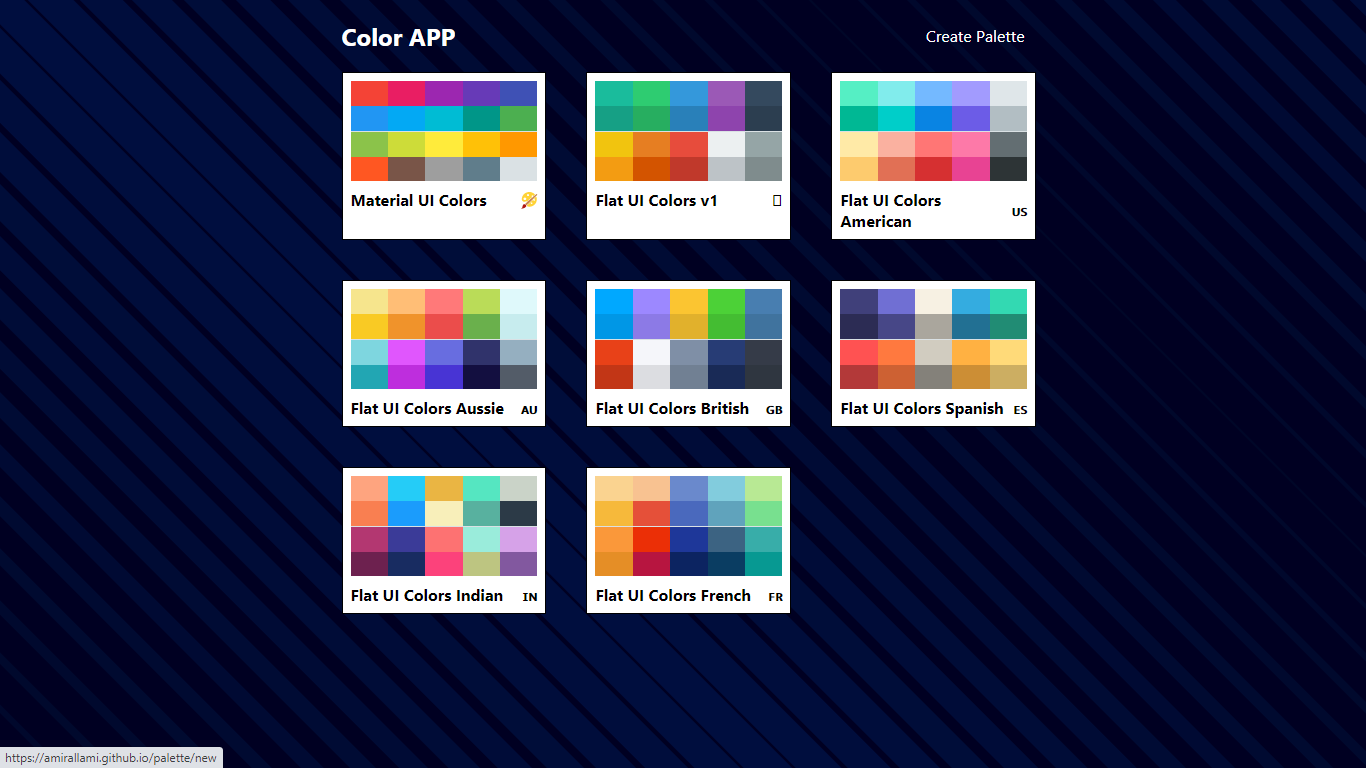 Color APP
Create Palette
Material UI Colors 🎨
Flat UI Colors v1
Flat UI Colors
American
US
Flat UI Colors Aussie AU
Flat UI Colors British GB
Flat UI Colors Spanish ES
Flat UI Colors Indian IN
Flat UI Colors French FR
https://amirallami.github.io/palette/new